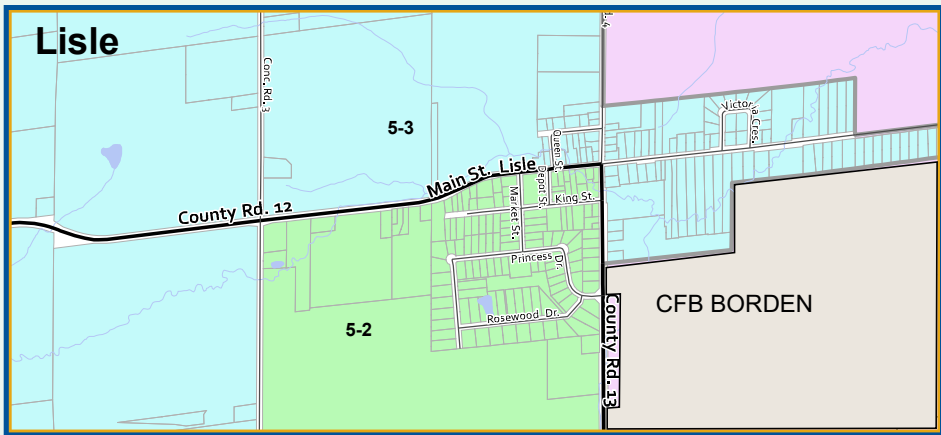 Lisle
Conc. Rd. 3
d. 4
Victoria Cres.
5-3
Queen St.
Main St. Lisle
Depot St.
Market St.
King St.
County Rd. 12
Princess Dr.
CFB BORDEN
Rosewood Dr.
5-2
County Rd. 13